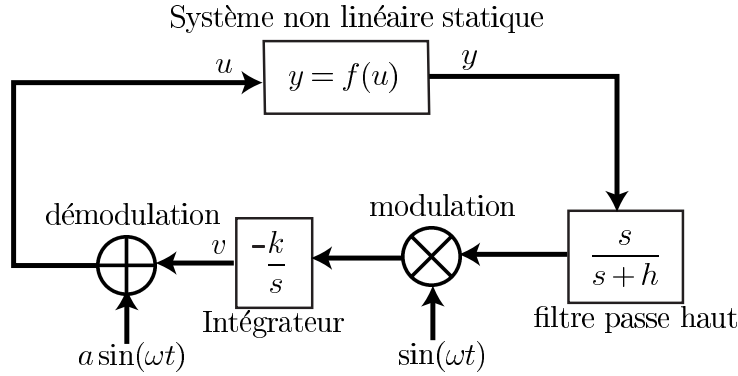 Système non linéaire statique
u
y = f(u)
y
démodulation
modulation
v
-k
s
s
s + h
Intégrateur
filtre passe haut
a sin(ωt)
sin(ωt)